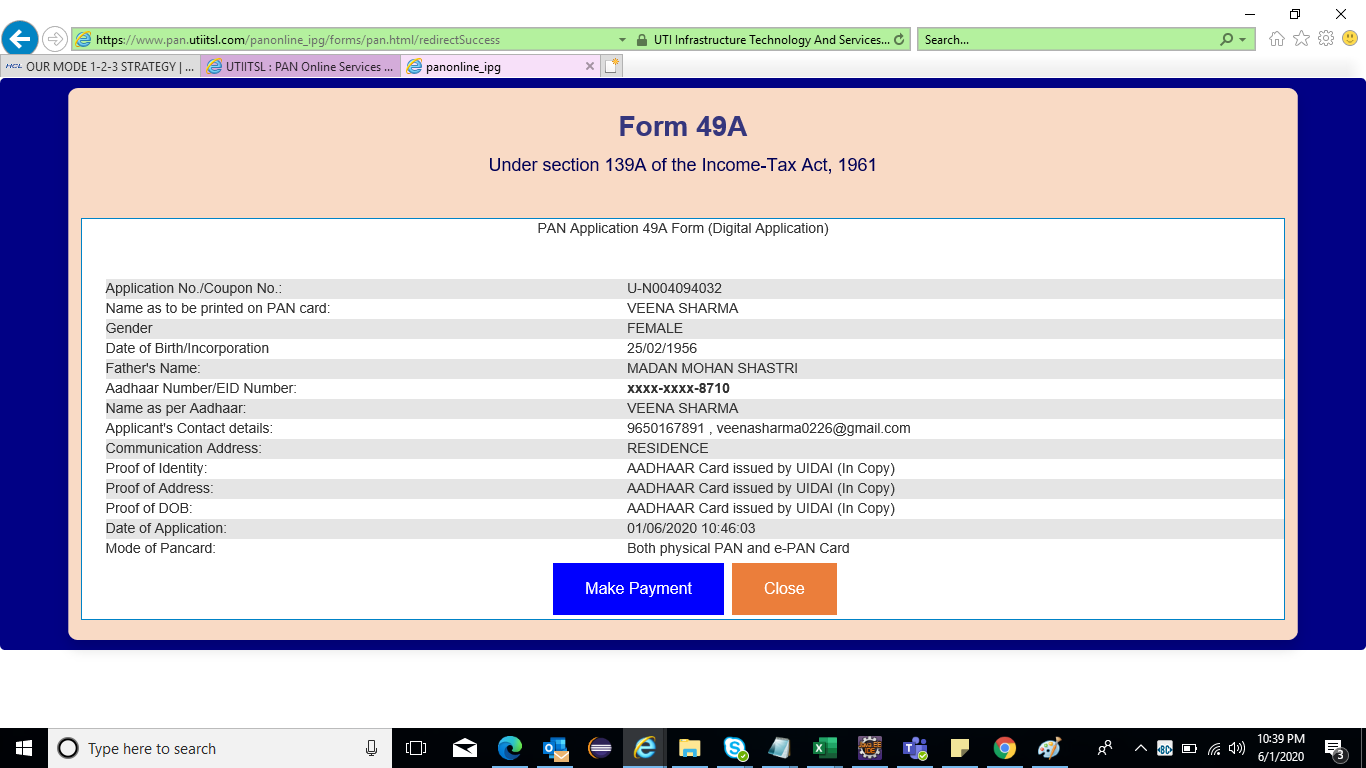 https://www.pan.utiitsl.com/panonline_ipg/forms/pan.html/redirectSuccess
UTI Infrastructure Technology And Services...
Search...
HCL OUR MODE 1-2-3 STRATEGY | ...
UTIITSL : PAN Online Services ...
panonline_ipg
Form 49A
Under section 139A of the Income-Tax Act, 1961
PAN Application 49A Form (Digital Application)
Application No./Coupon No.: U-N004094032
Name as to be printed on PAN card: VEENA SHARMA
Gender FEMALE
Date of Birth/Incorporation 25/02/1956
Father's Name: MADAN MOHAN SHASTRI
Aadhaar Number/EID Number: xxxx-xxxx-8710
Name as per Aadhaar: VEENA SHARMA
Applicant's Contact details: 9650167891 , veenasharma0226@gmail.com
Communication Address: RESIDENCE
Proof of Identity: AADHAAR Card issued by UIDAI (In Copy)
Proof of Address: AADHAAR Card issued by UIDAI (In Copy)
Proof of DOB: AADHAAR Card issued by UIDAI (In Copy)
Date of Application: 01/06/2020 10:46:03
Mode of Pancard: Both physical PAN and e-PAN Card
Make Payment Close
Type here to search
10:39 PM
6/1/2020
3